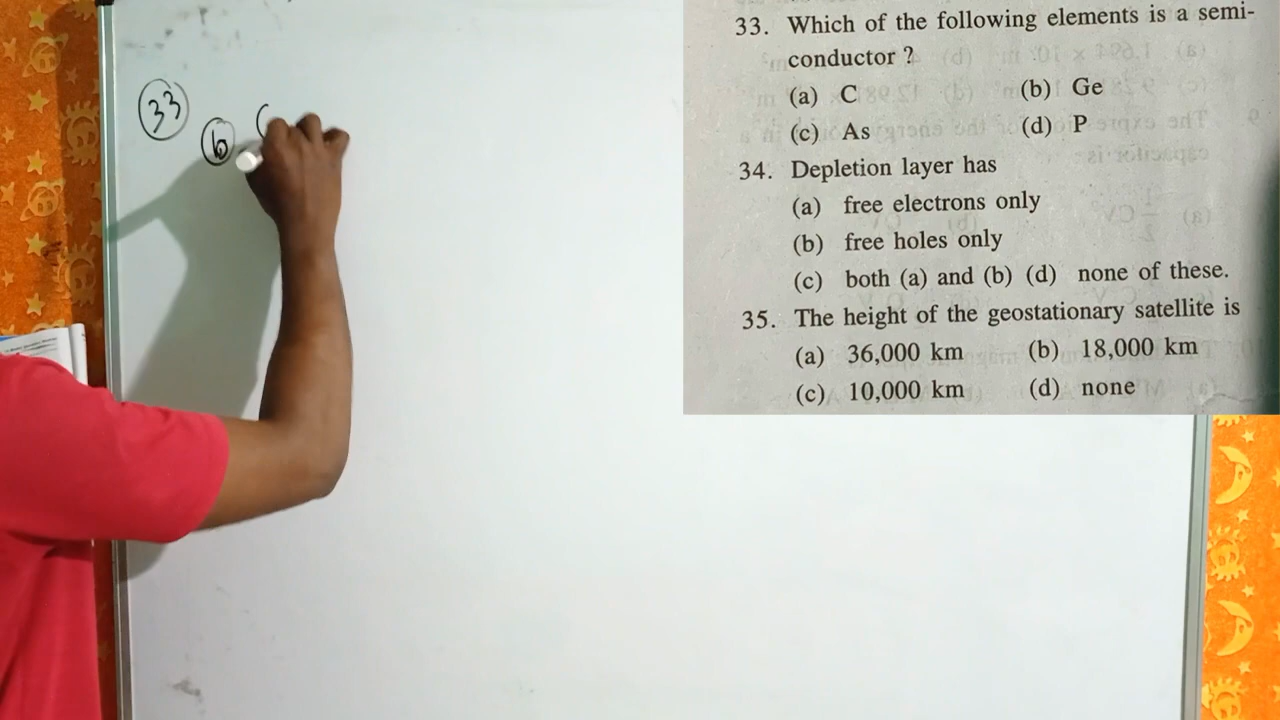 33
b (
33. Which of the following elements is a semi-
conductor ?
(a) C (b) Ge
(c) As (d) P
34. Depletion layer has
(a) free electrons only
(b) free holes only
(c) both (a) and (b) (d) none of these.
35. The height of the geostationary satellite is
(a) 36,000 km (b) 18,000 km
(c) 10,000 km (d) none